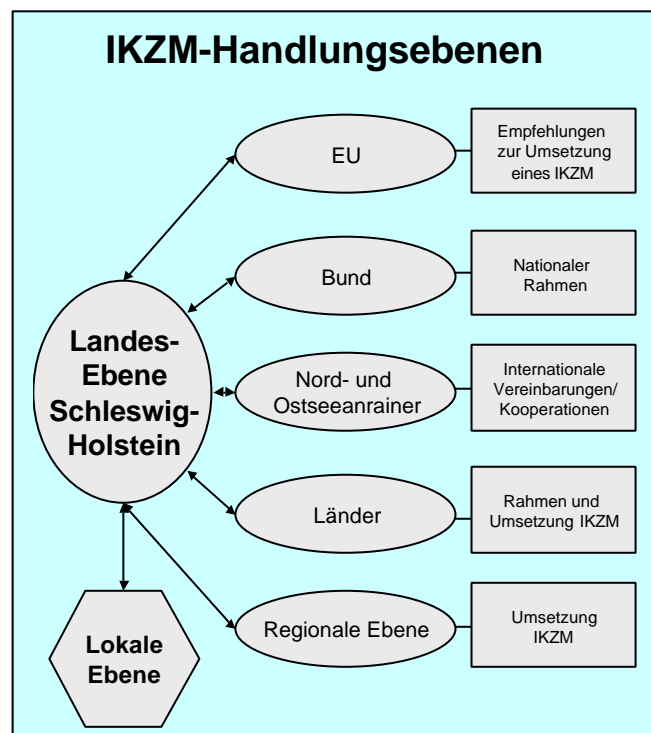 IKZM-Handlungsebenen
EU
Empfehlungen
zur Umsetzung
eines IKZM
Bund
Nationaler
Rahmen
Landes-
Ebene
Schleswig-
Holstein
Nord- und
Ostseeanrainer
Internationale
Vereinbarungen/
Kooperationen
Länder
Rahmen und
Umsetzung IKZM
Regionale Ebene
Umsetzung
IKZM
Lokale
Ebene